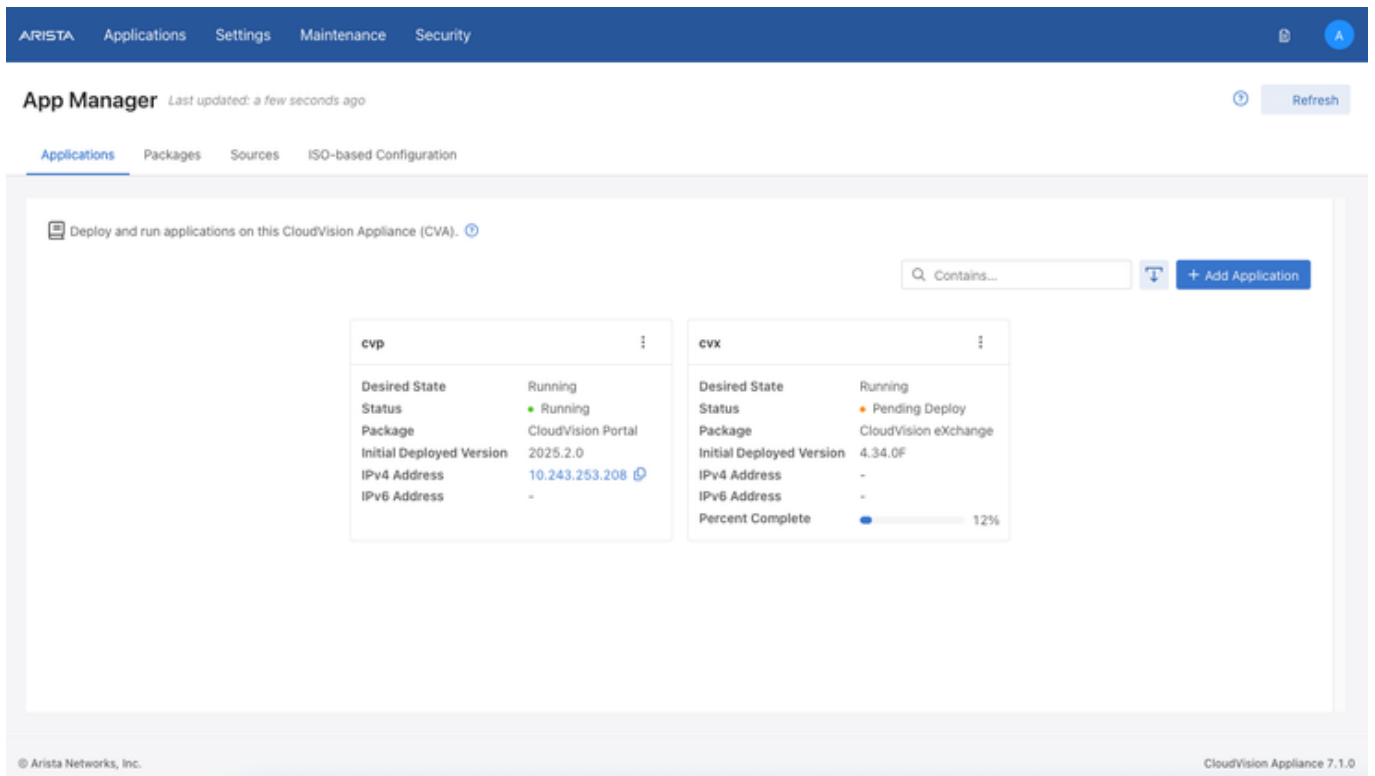 ARISTA Applications Settings Maintenance Security A
App Manager Last updated: a few seconds ago Refresh
Applications Packages Sources ISO-based Configuration
Deploy and run applications on this CloudVision Appliance (CVA).
Contains... + Add Application
cvp
Desired State Running
Status Running
Package CloudVision Portal
Initial Deployed Version 2025.2.0
IPv4 Address 10.243.253.208
IPv6 Address -
cvx
Desired State Running
Status Pending Deploy
Package CloudVision eXchange
Initial Deployed Version 4.34.0F
IPv4 Address -
IPv6 Address -
Percent Complete 12%
© Arista Networks, Inc. CloudVision Appliance 7.1.0